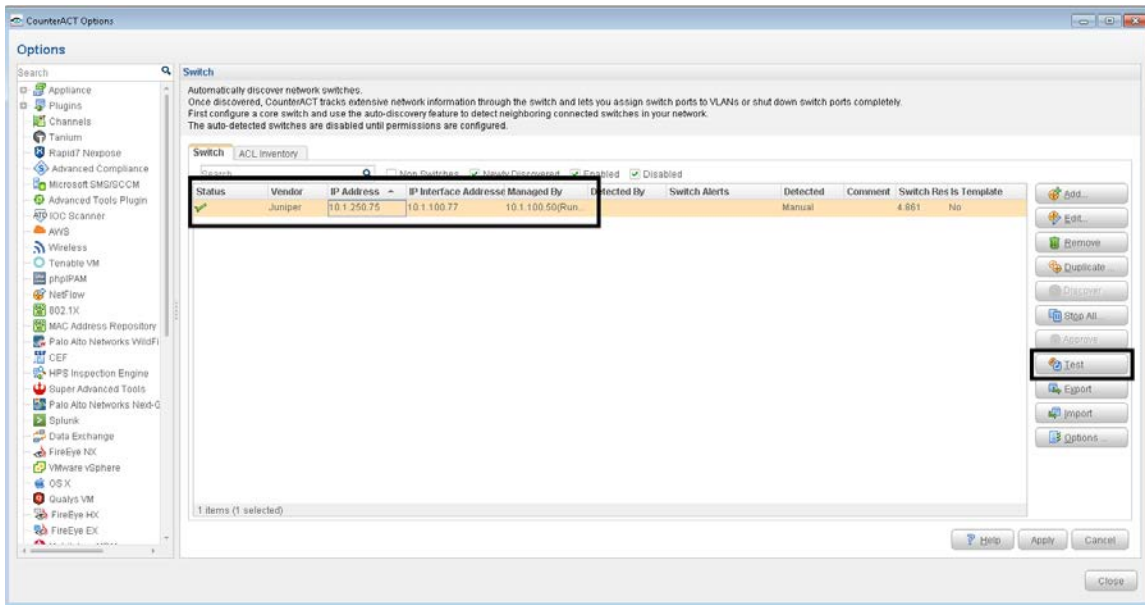 CounterACT Options
Options
Search
Appliance
Plugins
Channels
Tanium
Rapid7 Nexpose
Advanced Compliance
Microsoft SMS/SCCM
Advanced Tools Plugin
IOC Scanner
AWS
Wireless
Tenable VM
phpIPAM
NetFlow
802.1X
MAC Address Repository
Palo Alto Networks WildFi
CEF
HPS Inspection Engine
Super Advanced Tools
Palo Alto Networks Next-G
Splunk
Data Exchange
FireEye NX
VMware vSphere
OS X
Qualys VM
FireEye HX
FireEye EX
Switch
Automatically discover network switches.
Once discovered, CounterACT tracks extensive network information through the switch and lets you assign switch ports to VLANs or shut down switch ports completely.
First configure a core switch and use the auto-discovery feature to detect neighboring connected switches in your network.
The auto-detected switches are disabled until permissions are configured.
Switch ACL Inventory
Search Non Switches Newly Discovered Enabled Disabled
Status Vendor IP Address IP Interface Addresse Managed By Detected By Switch Alerts Detected Comment Switch Res Is Template
Juniper 10.1.250.75 10.1.100.77 10.1.100.50(Run... Manual 4.861 No
1 items (1 selected)
Add...
Edit...
Remove
Duplicate
Discover
Stop All...
Approve
Test
Export
Import
Options ...
Help Apply Cancel
Close